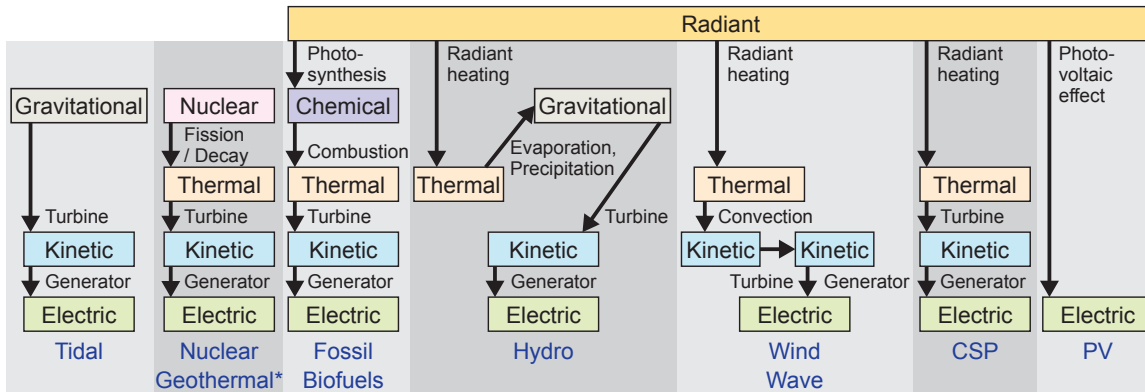 Radiant
Photo-
synthesis
Radiant
heating
Radiant
heating
Radiant
heating
Photo-
voltaic
effect
Gravitational
Nuclear
Chemical
Gravitational
Fission
/ Decay
Combustion
Evaporation,
Precipitation
Thermal
Thermal
Thermal
Thermal
Thermal
Turbine
Turbine
Turbine
Turbine
Convection
Turbine
Kinetic
Kinetic
Kinetic
Kinetic
Kinetic
Kinetic
Kinetic
Generator
Generator
Generator
Generator
Turbine
Generator
Generator
Electric
Electric
Electric
Electric
Electric
Electric
Electric
Tidal
Nuclear
Geothermal*
Fossil
Biofuels
Hydro
Wind
Wave
CSP
PV